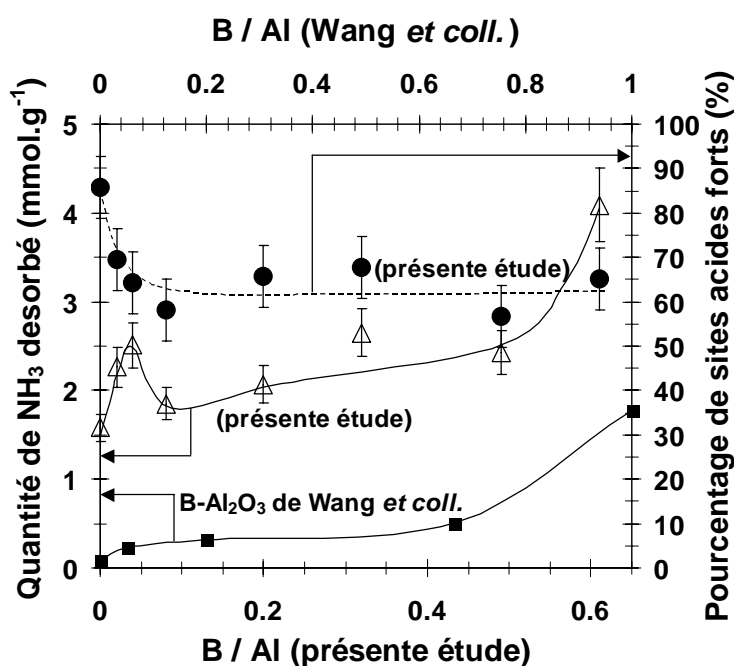 B / Al (Wang et coll.)
0 0.2 0.4 0.6 0.8 1
Quantité de NH₃ desorbé (mmol.g⁻¹)
5
4
3
2
1
0
100
90
80
70
60
50
40
30
20
10
0
Pourcentage de sites acides forts (%)
(présente étude)
(présente étude)
B-Al₂O₃ de Wang et coll.
0 0.2 0.4 0.6
B / Al (présente étude)